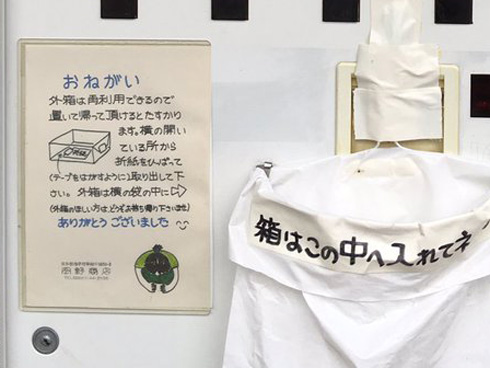 おねがい
外箱は再利用できるので
置いて帰って頂けるとたすかり
ます。横の開い
ている所から
折紙をひっぱって
(テープをはがすように)取り出して下
さい。外箱は横の袋の中に⇨
(外箱のほしい方はどうぞお持ち帰り下さいませ)
ありがとうございました
商店
箱はこの中へ入れてネ